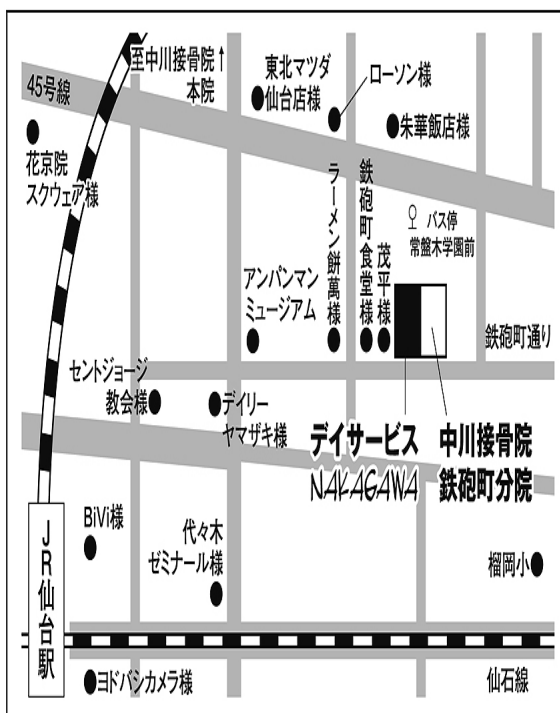 至中川接骨院↑
本院
東北マツダ
仙台店様
ローソン様
45号線
朱華飯店様
花京院
スクウェア様
ラーメン餅萬様
鉄砲町食堂様
茂平様
バス停
常盤木学園前
アンパンマン
ミュージアム
鉄砲町通り
セントジョージ
教会様
デイリー
ヤマザキ様
デイサービス
NAKAGAWA
中川接骨院
鉄砲町分院
BiVi様
代々木
ゼミナール様
榴岡小
JR仙台駅
ヨドバシカメラ様
仙石線